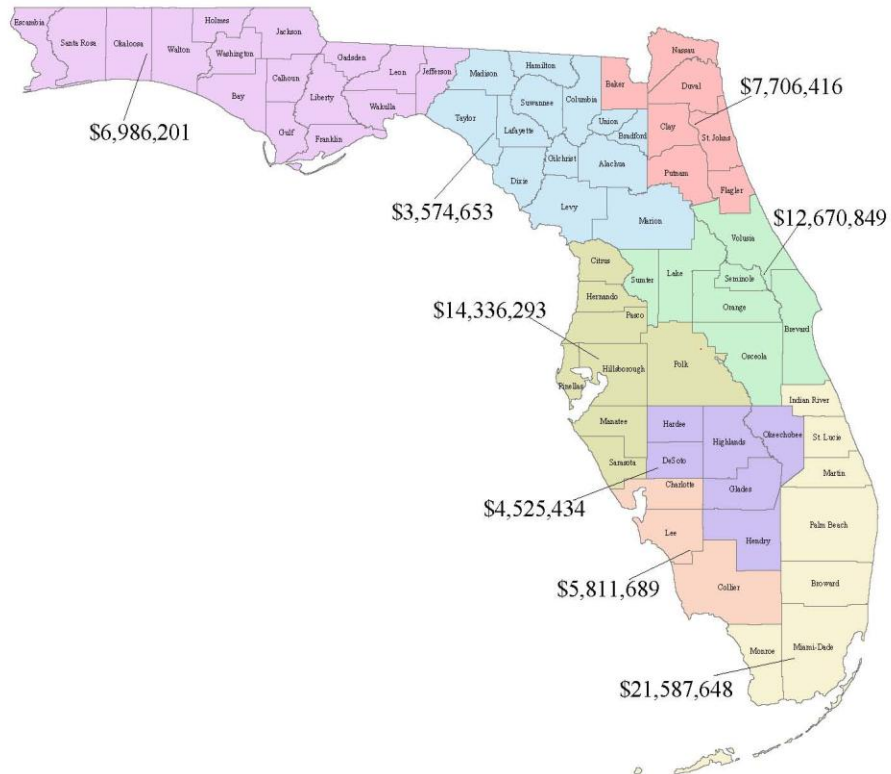 Escambia
Santa Rosa
Okaloosa
Walton
Holmes
Washington
Jackson
Bay
Calhoun
Gulf
Liberty
Gadsden
Franklin
Leon
Wakulla
Jefferson
$6,986,201
Madison
Hamilton
Taylor
Suwannee
Columbia
Lafayette
Union
Bradford
Gilchrist
Alachua
Dixie
Levy
Marion
$3,574,653
Baker
Nassau
Duval
Clay
St. Johns
Putnam
Flagler
$7,706,416
Volusia
Sumter
Lake
Seminole
Orange
Brevard
Osceola
$12,670,849
Citrus
Hernando
Pasco
Hillsborough
Pinellas
Polk
Manatee
Sarasota
$14,336,293
Hardee
Highlands
Okeechobee
DeSoto
Glades
Hendry
$4,525,434
Charlotte
Lee
Collier
$5,811,689
Indian River
St. Lucie
Martin
Palm Beach
Broward
Monroe
Miami-Dade
$21,587,648